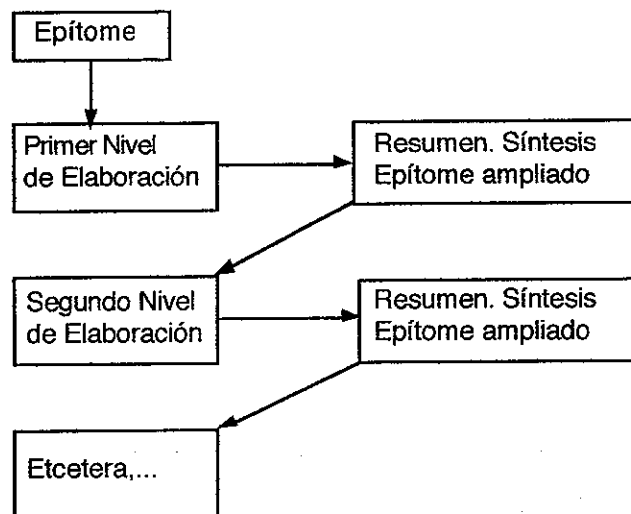 Epítome
Primer Nivel
de Elaboración
Resumen. Síntesis
Epítome ampliado
Segundo Nivel
de Elaboración
Resumen. Síntesis
Epítome ampliado
Etcetera,...